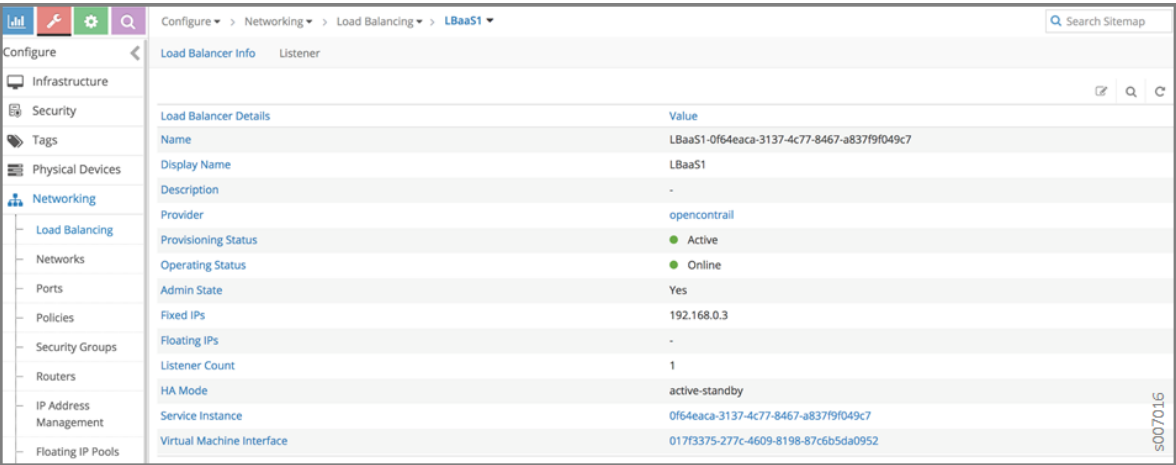 Configure > Networking > Load Balancing > LBaaS1
Search Sitemap
Configure
Infrastructure
Security
Tags
Physical Devices
Networking
Load Balancing
Networks
Ports
Policies
Security Groups
Routers
IP Address
Management
Floating IP Pools
Load Balancer Info Listener
Load Balancer Details Value
Name LBaaS1-0f64eaca-3137-4c77-8467-a837f9f049c7
Display Name LBaaS1
Description -
Provider opencontrail
Provisioning Status Active
Operating Status Online
Admin State Yes
Fixed IPs 192.168.0.3
Floating IPs -
Listener Count 1
HA Mode active-standby
Service Instance 0f64eaca-3137-4c77-8467-a837f9f049c7
Virtual Machine Interface 017f3375-277c-4609-8198-87c6b5da0952
s007016